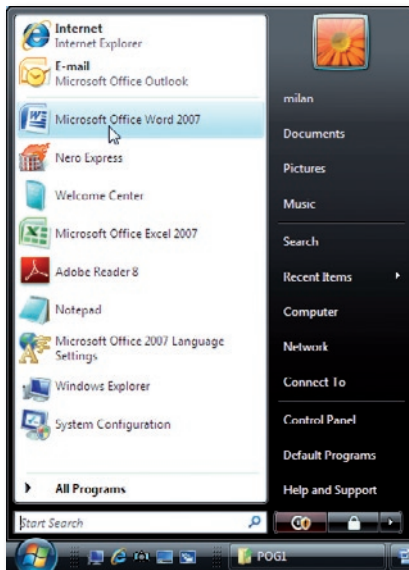 Internet
Internet Explorer
E-mail
Microsoft Office Outlook
Microsoft Office Word 2007
Nero Express
Welcome Center
Microsoft Office Excel 2007
Adobe Reader 8
Notepad
Microsoft Office 2007 Language
Settings
Windows Explorer
System Configuration
All Programs
Start Search
milan
Documents
Pictures
Music
Search
Recent Items
Computer
Network
Connect To
Control Panel
Default Programs
Help and Support
POG1